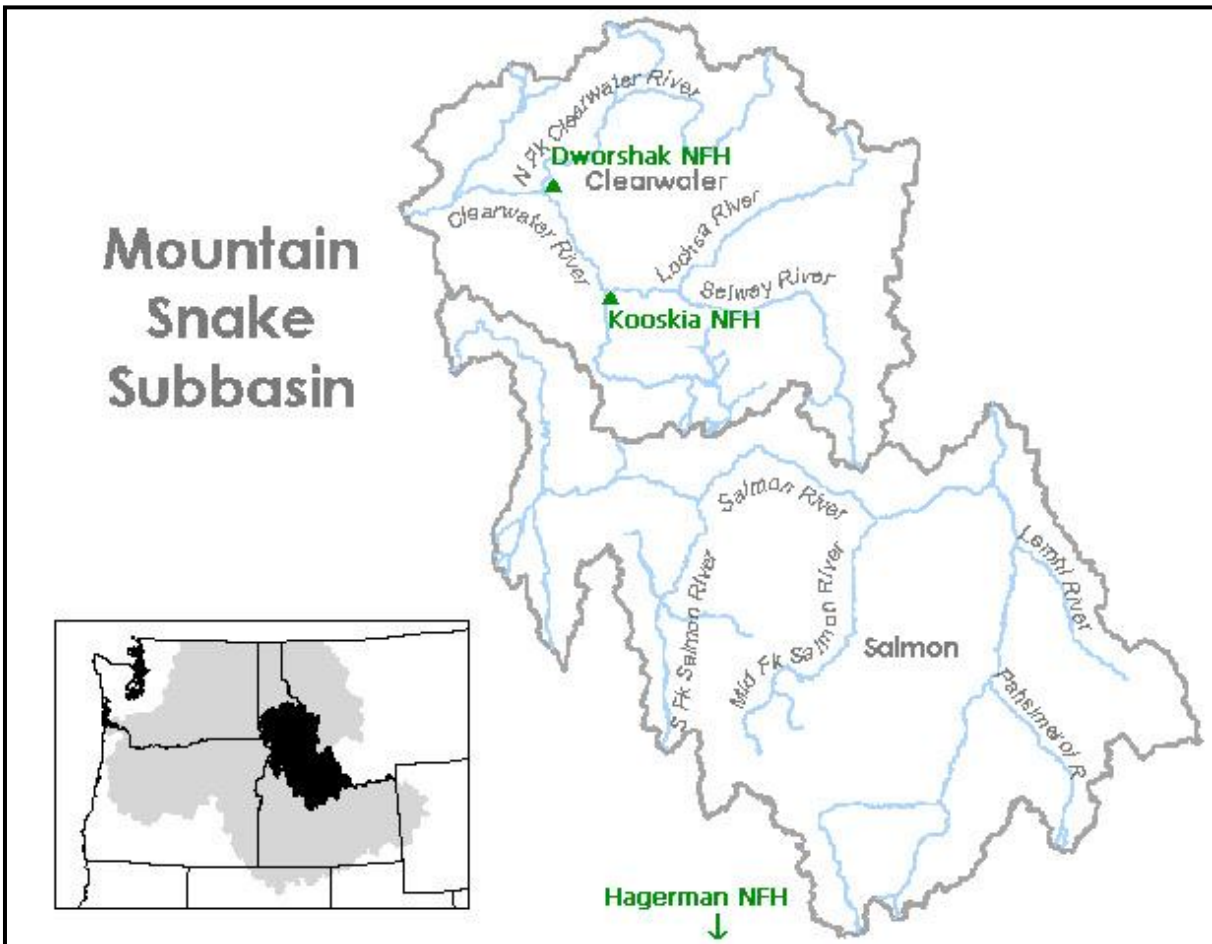 Mountain
Snake
Subbasin
N Fk Clearwater River
Dworshak NFH
Clearwater
Clearwater River
Lochsa River
Selway River
Kooskia NFH
Salmon River
Lemhi River
S Fk Salmon River
Mid Fk Salmon River
Salmon
Pahsimeroi R
Hagerman NFH